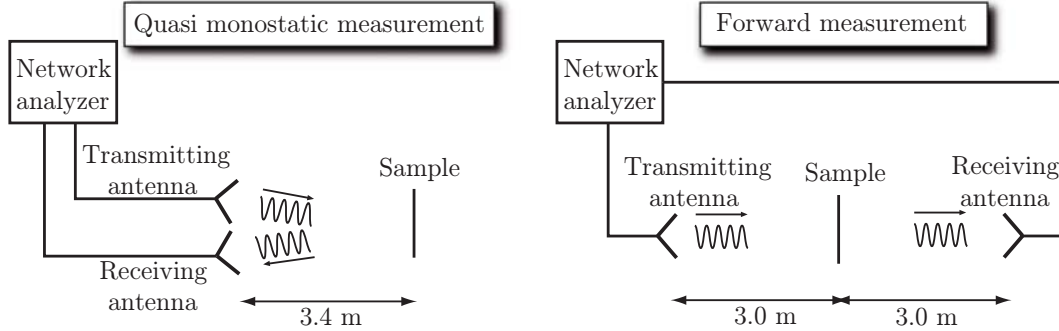 Quasi monostatic measurement
Network
analyzer
Transmitting
antenna
Sample
Receiving
antenna
3.4 m
Forward measurement
Network
analyzer
Transmitting
antenna
Sample
Receiving
antenna
3.0 m
3.0 m